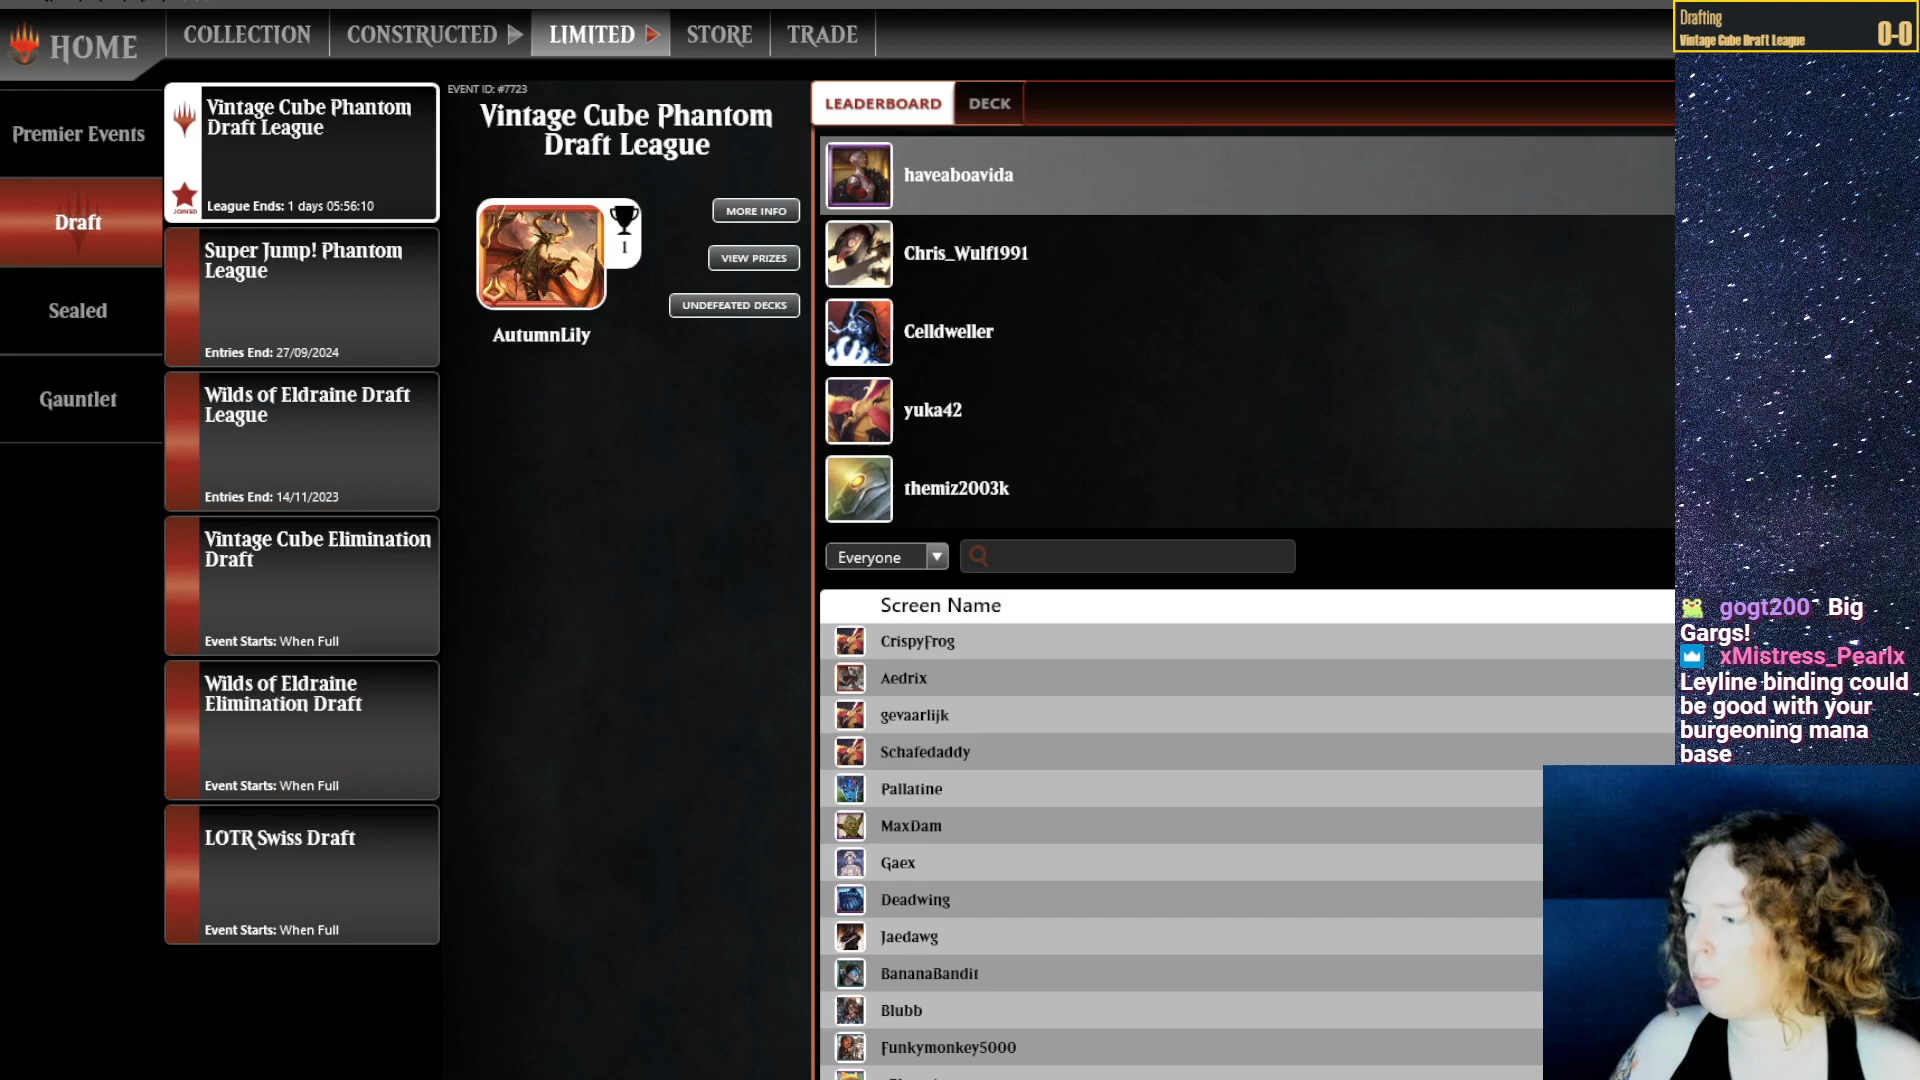 HOME
COLLECTION
CONSTRUCTED
LIMITED
STORE
TRADE
Drafting
Vintage Cube Draft League
0-0
Premier Events
Draft
Sealed
Gauntlet
Vintage Cube Phantom
Draft League
JOINED
League Ends: 1 days 05:56:10
Super Jump! Phantom
League
Entries End: 27/09/2024
Wilds of Eldraine Draft
League
Entries End: 14/11/2023
Vintage Cube Elimination
Draft
Event Starts: When Full
Wilds of Eldraine
Elimination Draft
Event Starts: When Full
LOTR Swiss Draft
Event Starts: When Full
EVENT ID: #7723
Vintage Cube Phantom
Draft League
1
AutumnLily
MORE INFO
VIEW PRIZES
UNDEFEATED DECKS
LEADERBOARD
DECK
haveaboavida
Chris_Wulf1991
Celldweller
yuka42
themiz2003k
Everyone
Screen Name
CrispyFrog
Aedrix
gevaarlijk
Schafedaddy
Pallatine
MaxDam
Gaex
Deadwing
Jaedawg
BananaBandit
Blubb
Funkymonkey5000
gogt200 Big
Gargs!
xMistress_Pearlx
Leyline binding could
be good with your
burgeoning mana
base